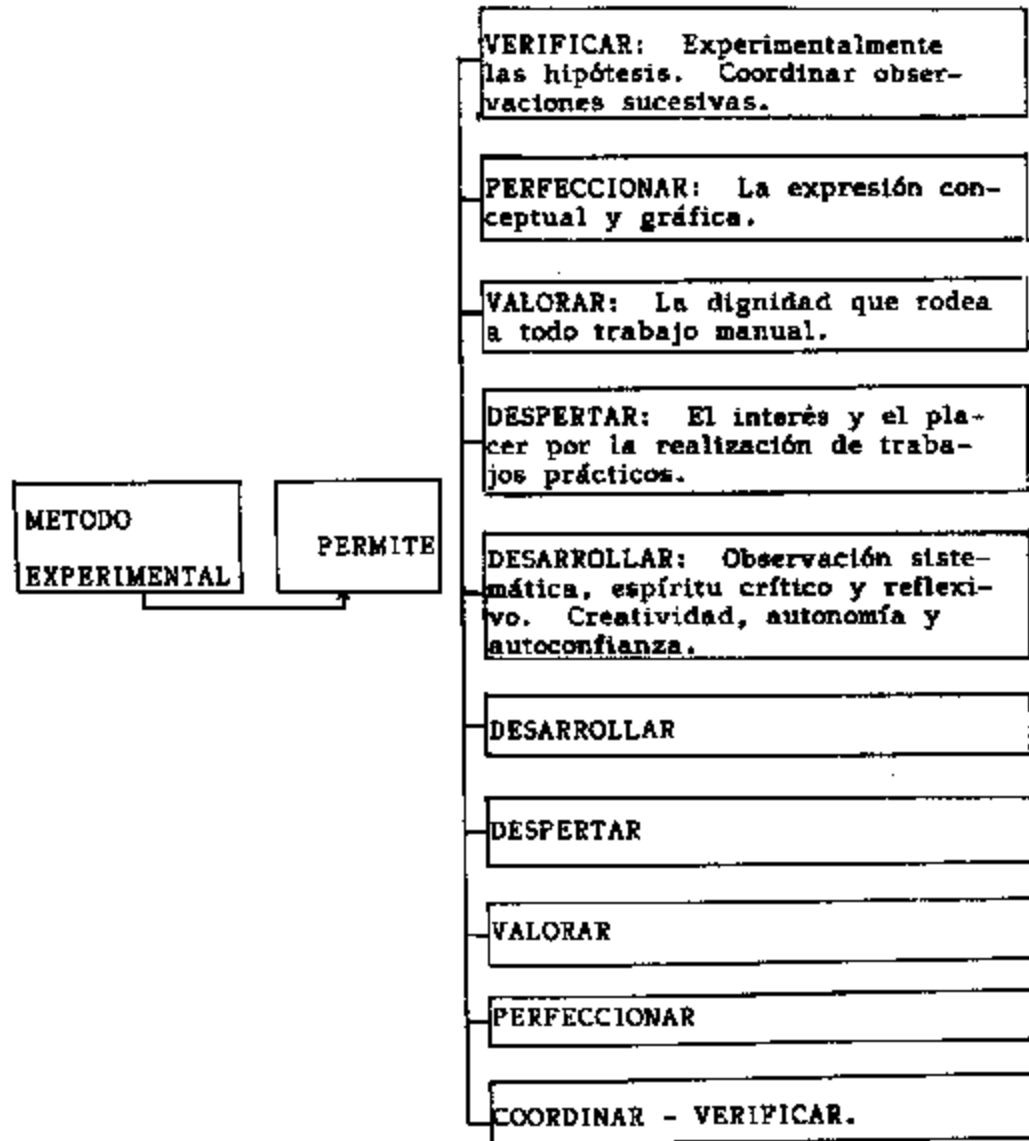 VERIFICAR: Experimentalmente
las hipótesis. Coordinar obser-
vaciones sucesivas.
PERFECCIONAR: La expresión con-
ceptual y gráfica.
VALORAR: La dignidad que rodea
a todo trabajo manual.
DESPERTAR: El interés y el pla-
cer por la realización de traba-
jos prácticos.
METODO
EXPERIMENTAL
PERMITE
DESARROLLAR: Observación siste-
mática, espíritu crítico y reflexi-
vo. Creatividad, autonomía y
autoconfianza.
DESARROLLAR
DESPERTAR
VALORAR
PERFECCIONAR
COORDINAR - VERIFICAR.